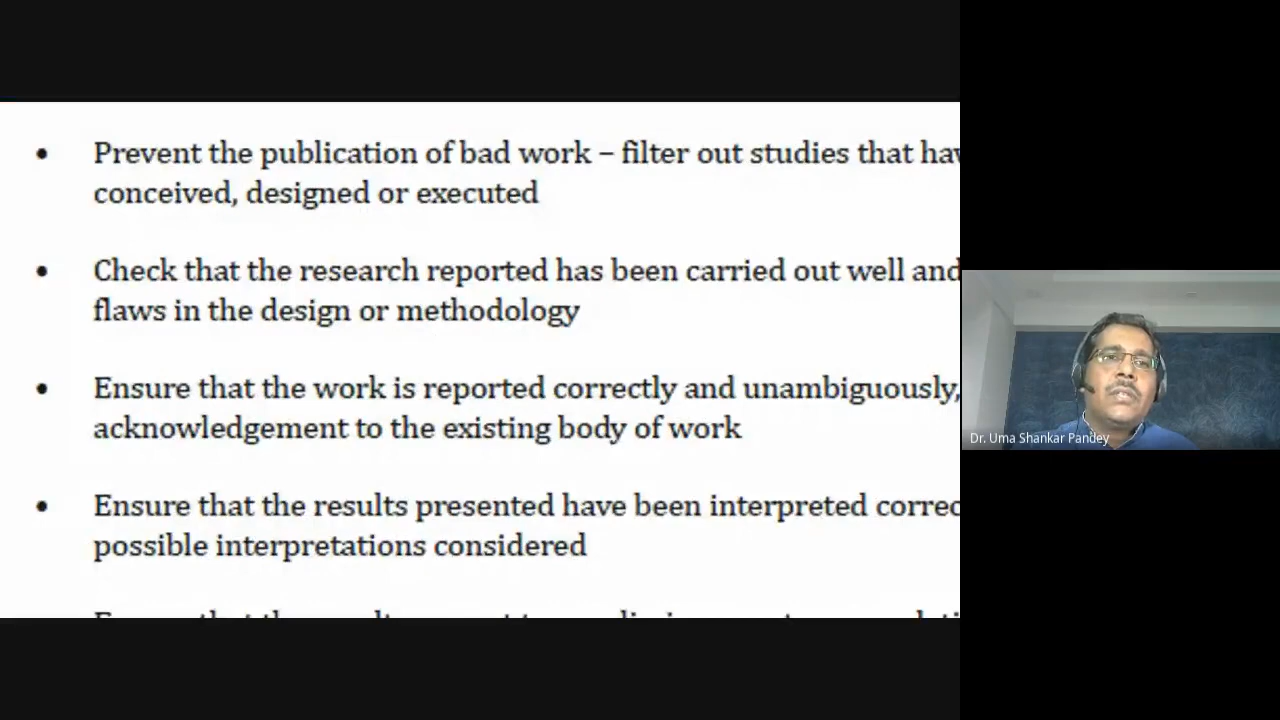 • Prevent the publication of bad work – filter out studies that
conceived, designed or executed
• Check that the research reported has been carried out well and
flaws in the design or methodology
• Ensure that the work is reported correctly and unambiguously,
acknowledgement to the existing body of work
• Ensure that the results presented have been interpreted
possible interpretations considered
Dr. Uma Shankar Pandey